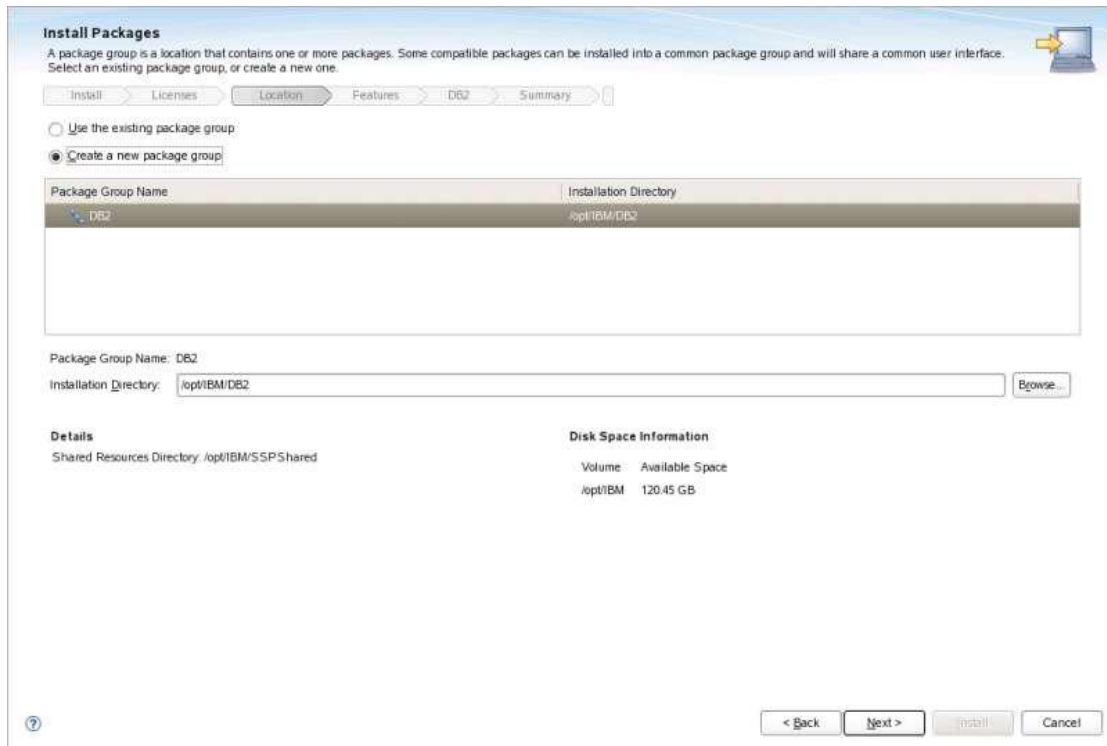 Install Packages
A package group is a location that contains one or more packages. Some compatible packages can be installed into a common package group and will share a common user interface.
Select an existing package group, or create a new one.
Install Licenses Location Features DB2 Summary
Use the existing package group
Create a new package group
Package Group Name Installation Directory
DB2 /opt/IBM/DB2
Package Group Name: DB2
Installation Directory: /opt/IBM/DB2 Browse...
Details Disk Space Information
Shared Resources Directory: /opt/IBM/SSPShared
Volume Available Space
/opt/IBM 120.45 GB
? < Back Next > Install Cancel